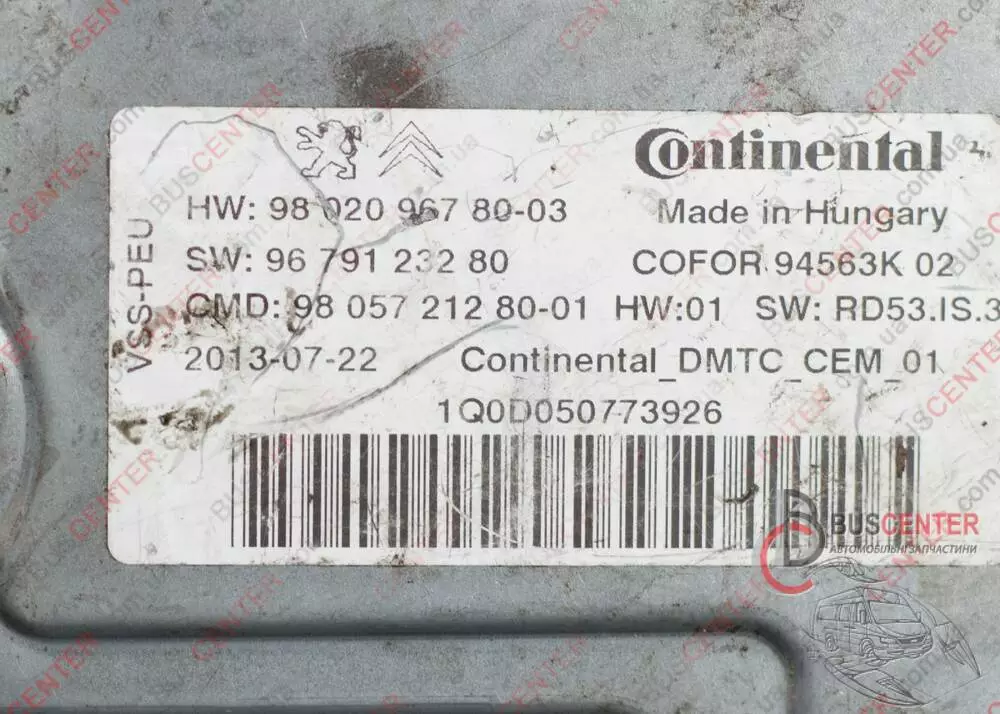 Continental
HW: 98 020 967 80-03 Made in Hungary
SW: 96 791 232 80 COFOR 94563K 02
CMD: 98 057 212 80-01 HW:01 SW: RD53.IS.3
2013-07-22 Continental_DMTC_CEM_01
1Q0D050773926
VSS-PEU
BUSCENTER
АВТОМОБІЛЬНІ ЗАПЧАСТИНИ